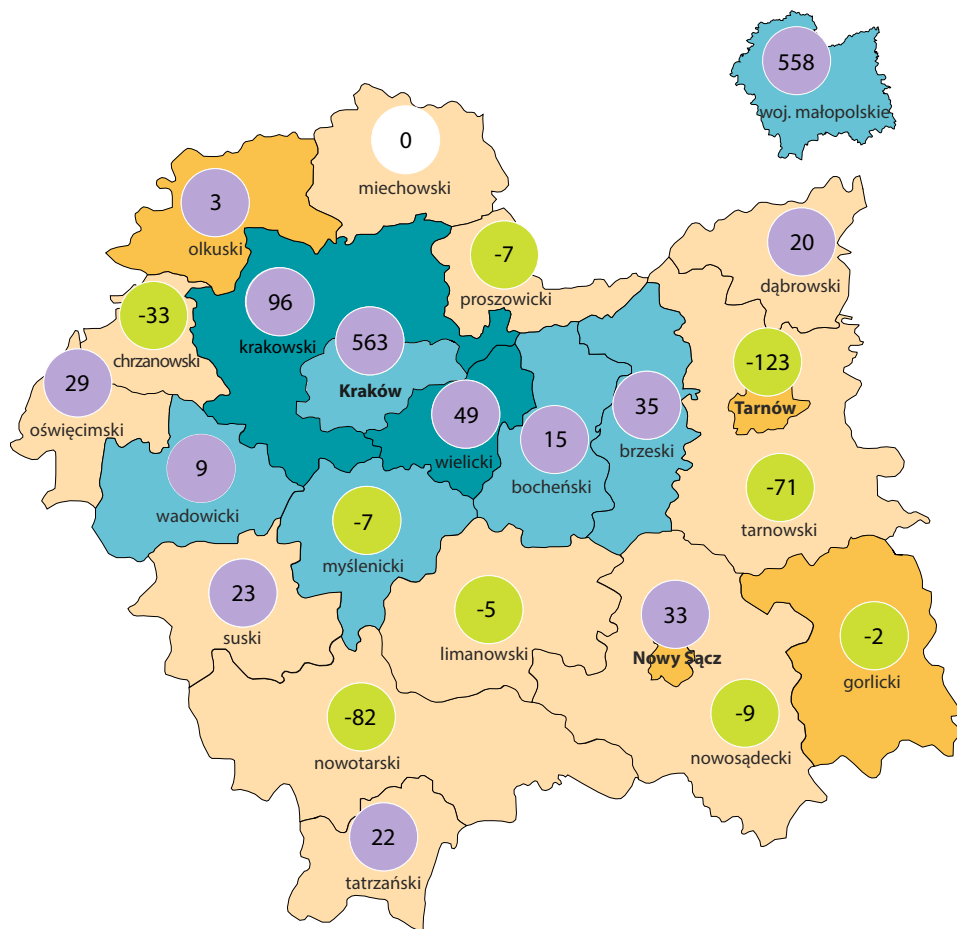 558
woj. małopolskie
0
miechowski
3
olkuski
-7
proszowicki
20
dąbrowski
96
krakowski
-33
chrzanowski
563
Kraków
-123
Tarnów
29
oświęcimski
49
wielicki
35
brzeski
15
bocheński
9
wadowicki
-71
tarnowski
-7
myślenicki
23
suski
-5
limanowski
33
Nowy Sącz
-2
gorlicki
-82
nowotarski
-9
nowosądecki
22
tatrzański